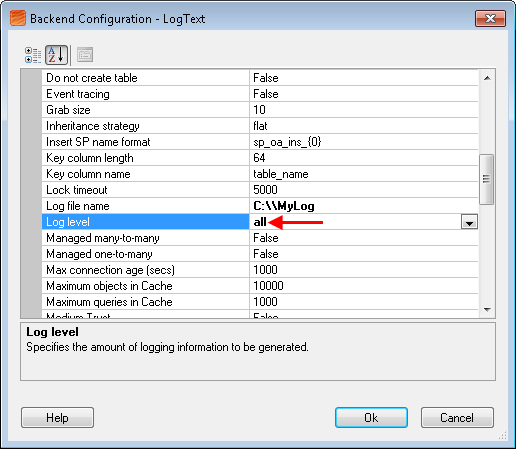 Backend Configuration - LogText
Do not create table False
Event tracing False
Grab size 10
Inheritance strategy flat
Insert SP name format sp_oa_ins_{0}
Key column length 64
Key column name table_name
Lock timeout 5000
Log file name C:\\MyLog
Log level all
Managed many-to-many False
Managed one-to-many False
Max connection age (secs) 1000
Maximum objects in Cache 10000
Maximum queries in Cache 1000
Medium Trust False
Log level
Specifies the amount of logging information to be generated.
Help Ok Cancel